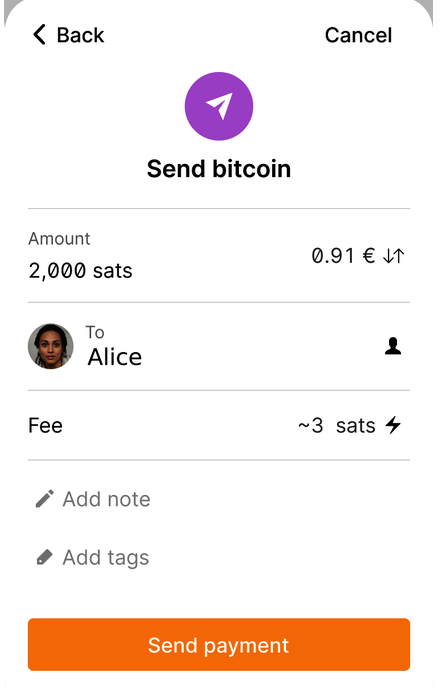 Back
Cancel
Send bitcoin
Amount
2,000 sats
0.91 €
To
Alice
Fee
~3 sats
Add note
Add tags
Send payment